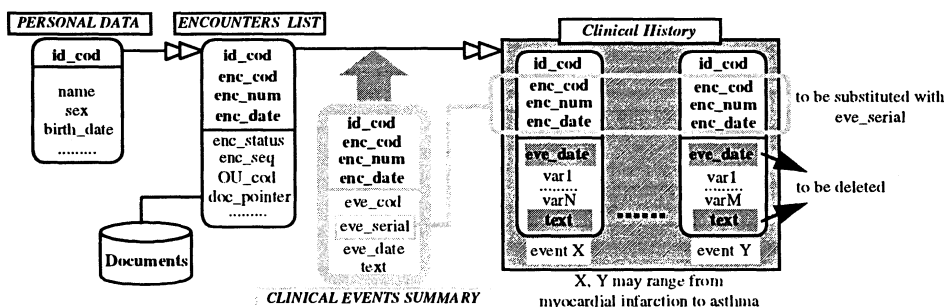 PERSONAL DATA
id_cod
name
sex
birth_date
.........
ENCOUNTERS LIST
id_cod
enc_cod
enc_num
enc_date
enc_status
enc_seq
OU_cod
doc_pointer
.........
Documents
id_cod
enc_cod
enc_num
enc_date
eve_cod
eve_serial
eve_date
text
CLINICAL EVENTS SUMMARY
Clinical History
id_cod
enc_cod
enc_num
enc_date
eve_date
var1
.........
varN
text
event X
......
id_cod
enc_cod
enc_num
enc_date
eve_date
var1
.........
varM
text
event Y
to be substituted with
eve_serial
to be deleted
X, Y may range from
myocardial infarction to asthma